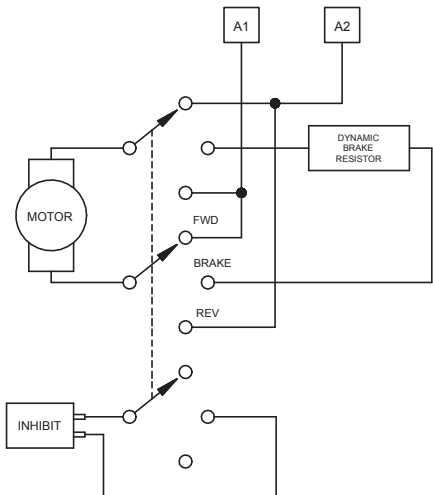 A1
A2
DYNAMIC
BRAKE
RESISTOR
MOTOR
FWD
BRAKE
REV
INHIBIT